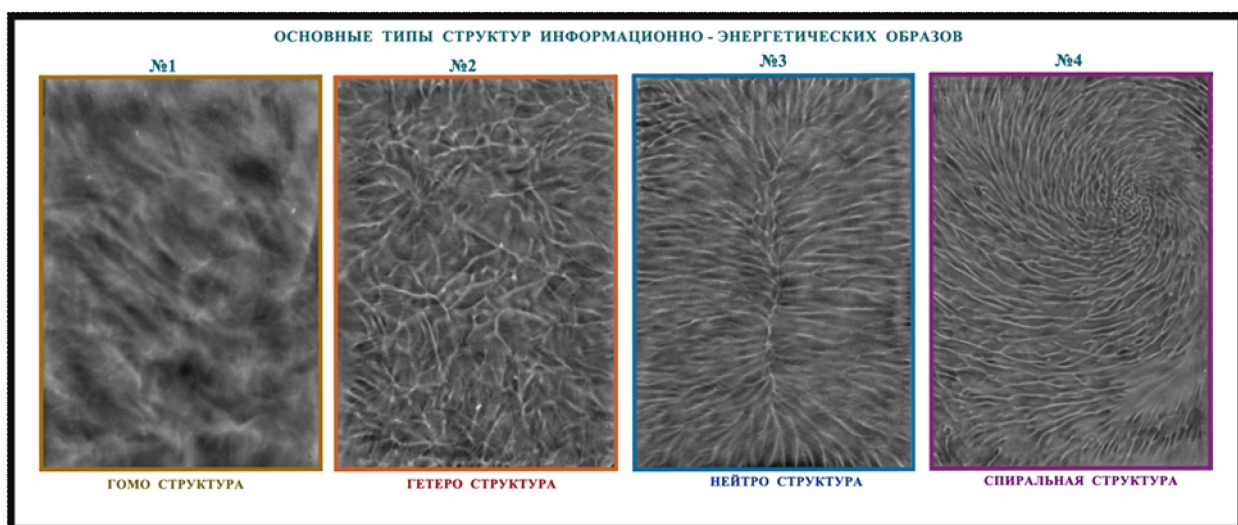 ОСНОВНЫЕ ТИПЫ СТРУКТУР ИНФОРМАЦИОННО - ЭНЕРГЕТИЧЕСКИХ ОБРАЗОВ
№1 №2 №3 №4
ГОМО СТРУКТУРА ГЕТЕРО СТРУКТУРА НЕЙТРО СТРУКТУРА СПИРАЛЬНАЯ СТРУКТУРА